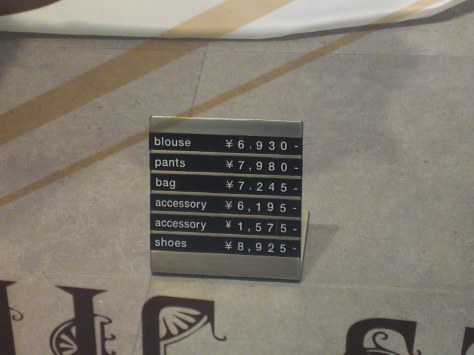 blouse ¥6,930-
pants ¥7,980-
bag ¥7.245-
accessory ¥6,195-
accessory ¥1,575-
shoes ¥8,925-